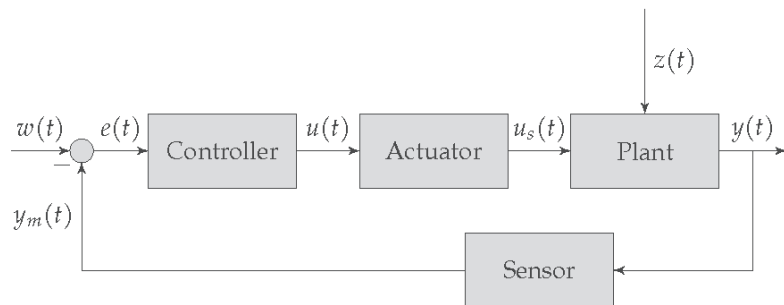 z(t)
w(t) e(t) Controller u(t) Actuator u_s(t) Plant y(t)
−
y_m(t)
Sensor